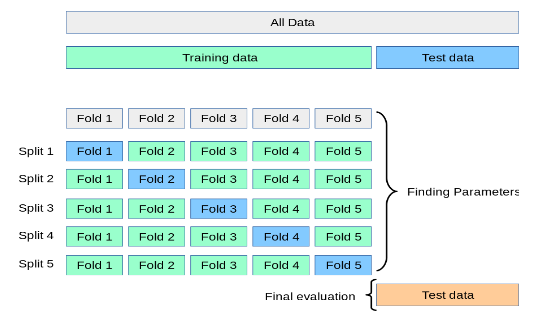 All Data
Training data Test data
Fold 1 Fold 2 Fold 3 Fold 4 Fold 5
Split 1 Fold 1 Fold 2 Fold 3 Fold 4 Fold 5
Split 2 Fold 1 Fold 2 Fold 3 Fold 4 Fold 5
Finding Parameters
Split 3 Fold 1 Fold 2 Fold 3 Fold 4 Fold 5
Split 4 Fold 1 Fold 2 Fold 3 Fold 4 Fold 5
Split 5 Fold 1 Fold 2 Fold 3 Fold 4 Fold 5
Final evaluation Test data